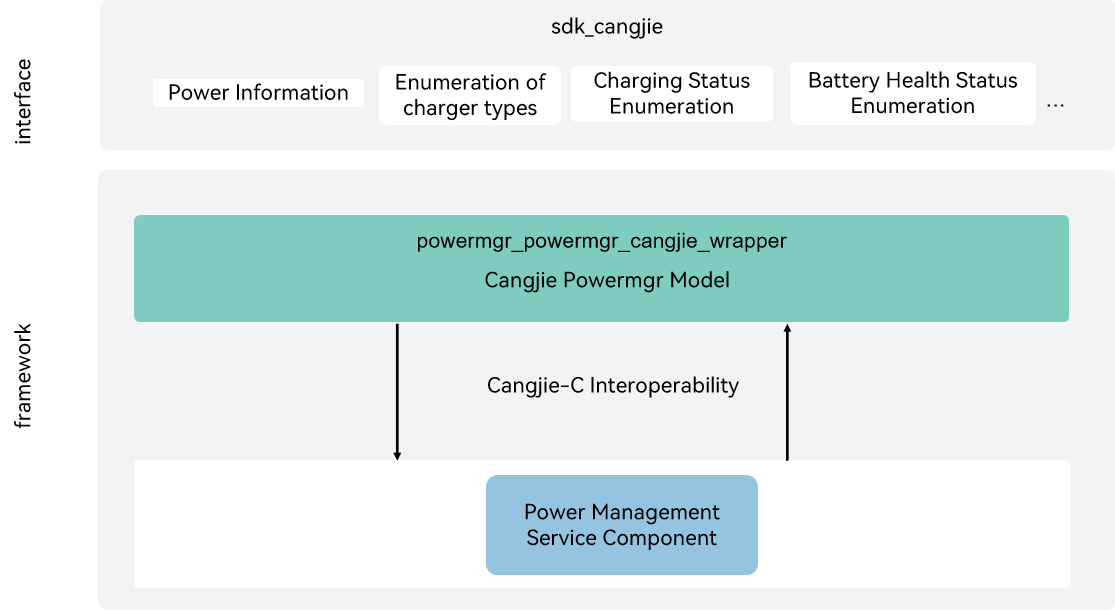 sdk_cangjie
interface
Power Information
Enumeration of
charger types
Charging Status
Enumeration
Battery Health Status
Enumeration
...
framework
powermgr_powermgr_cangjie_wrapper
Cangjie Powermgr Model
Cangjie-C Interoperability
Power Management
Service Component